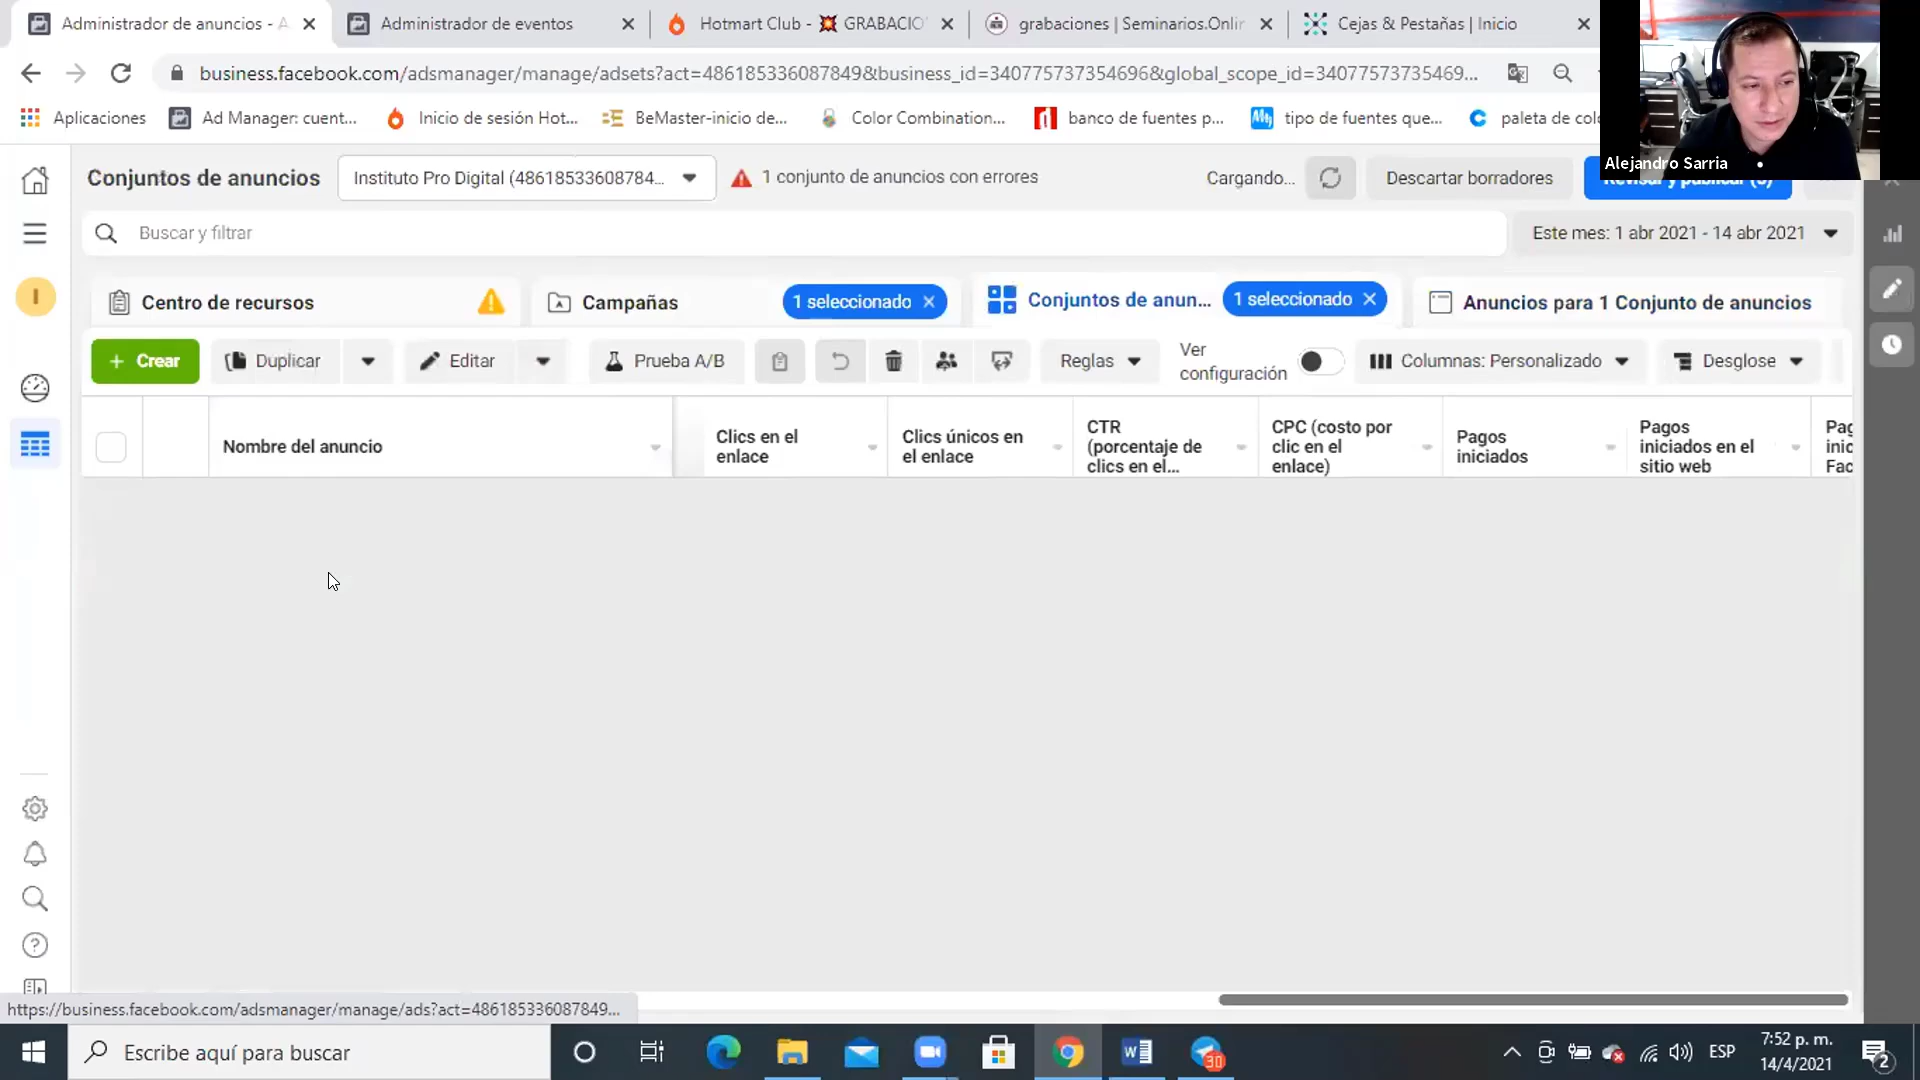 Administrador de anuncios - A
Administrador de eventos
Hotmart Club - 💥 GRABACIO
grabaciones | Seminarios.Onlin
Cejas & Pestañas | Inicio
business.facebook.com/adsmanager/manage/adsets?act=486185336087849&business_id=340775737354696&global_scope_id=34077573735469...
Aplicaciones
Ad Manager: cuent...
Inicio de sesión Hot...
BeMaster-inicio de...
Color Combination...
banco de fuentes p...
tipo de fuentes que...
paleta de colo
Alejandro Sarria
Conjuntos de anuncios
Instituto Pro Digital (48618533608784...
1 conjunto de anuncios con errores
Cargando...
Descartar borradores
Buscar y filtrar
Este mes: 1 abr 2021 - 14 abr 2021
Centro de recursos
Campañas
1 seleccionado
Conjuntos de anun...
1 seleccionado
Anuncios para 1 Conjunto de anuncios
+ Crear
Duplicar
Editar
Prueba A/B
Reglas
Ver
configuración
Columnas: Personalizado
Desglose
Nombre del anuncio
Clics en el
enlace
Clics únicos en
el enlace
CTR
(porcentaje de
clics en el...
CPC (costo por
clic en el
enlace)
Pagos
iniciados
Pagos
iniciados en el
sitio web
Pag
inic
Fac
https://business.facebook.com/adsmanager/manage/ads?act=486185336087849...
Escribe aquí para buscar
30
ESP
7:52 p. m.
14/4/2021
2